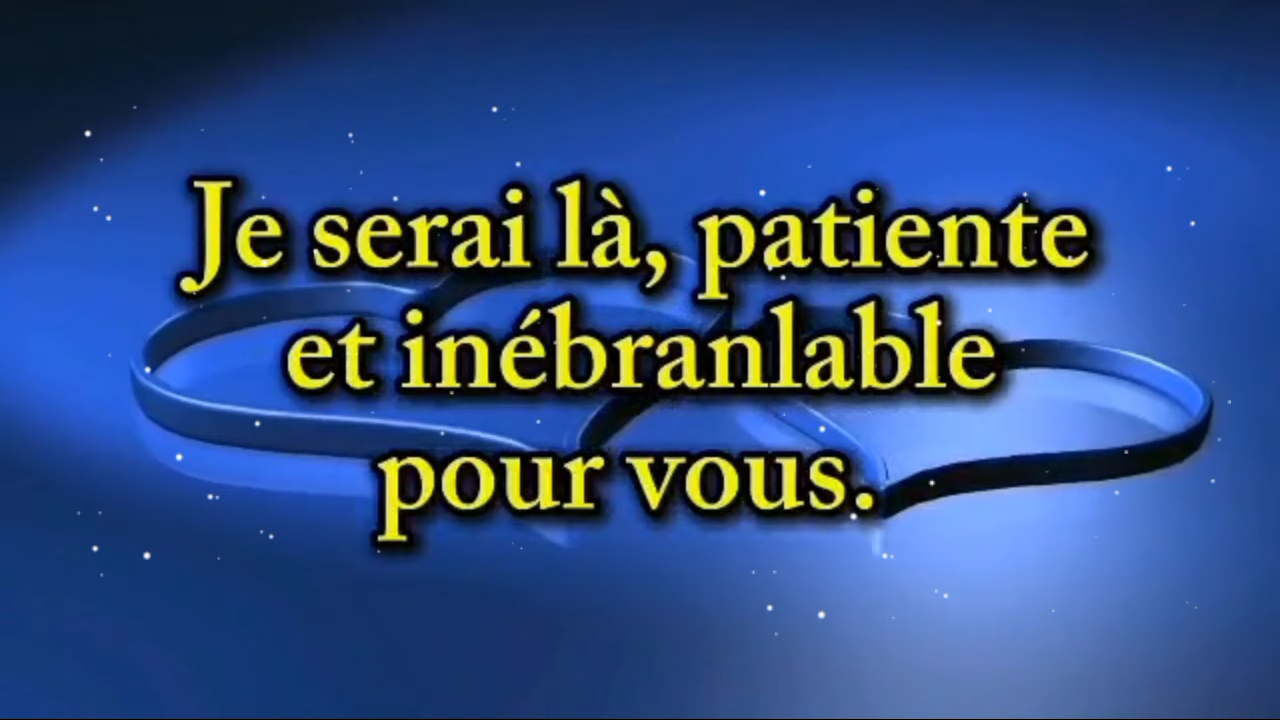 Je serai là, patiente
et inébranlable
pour vous.